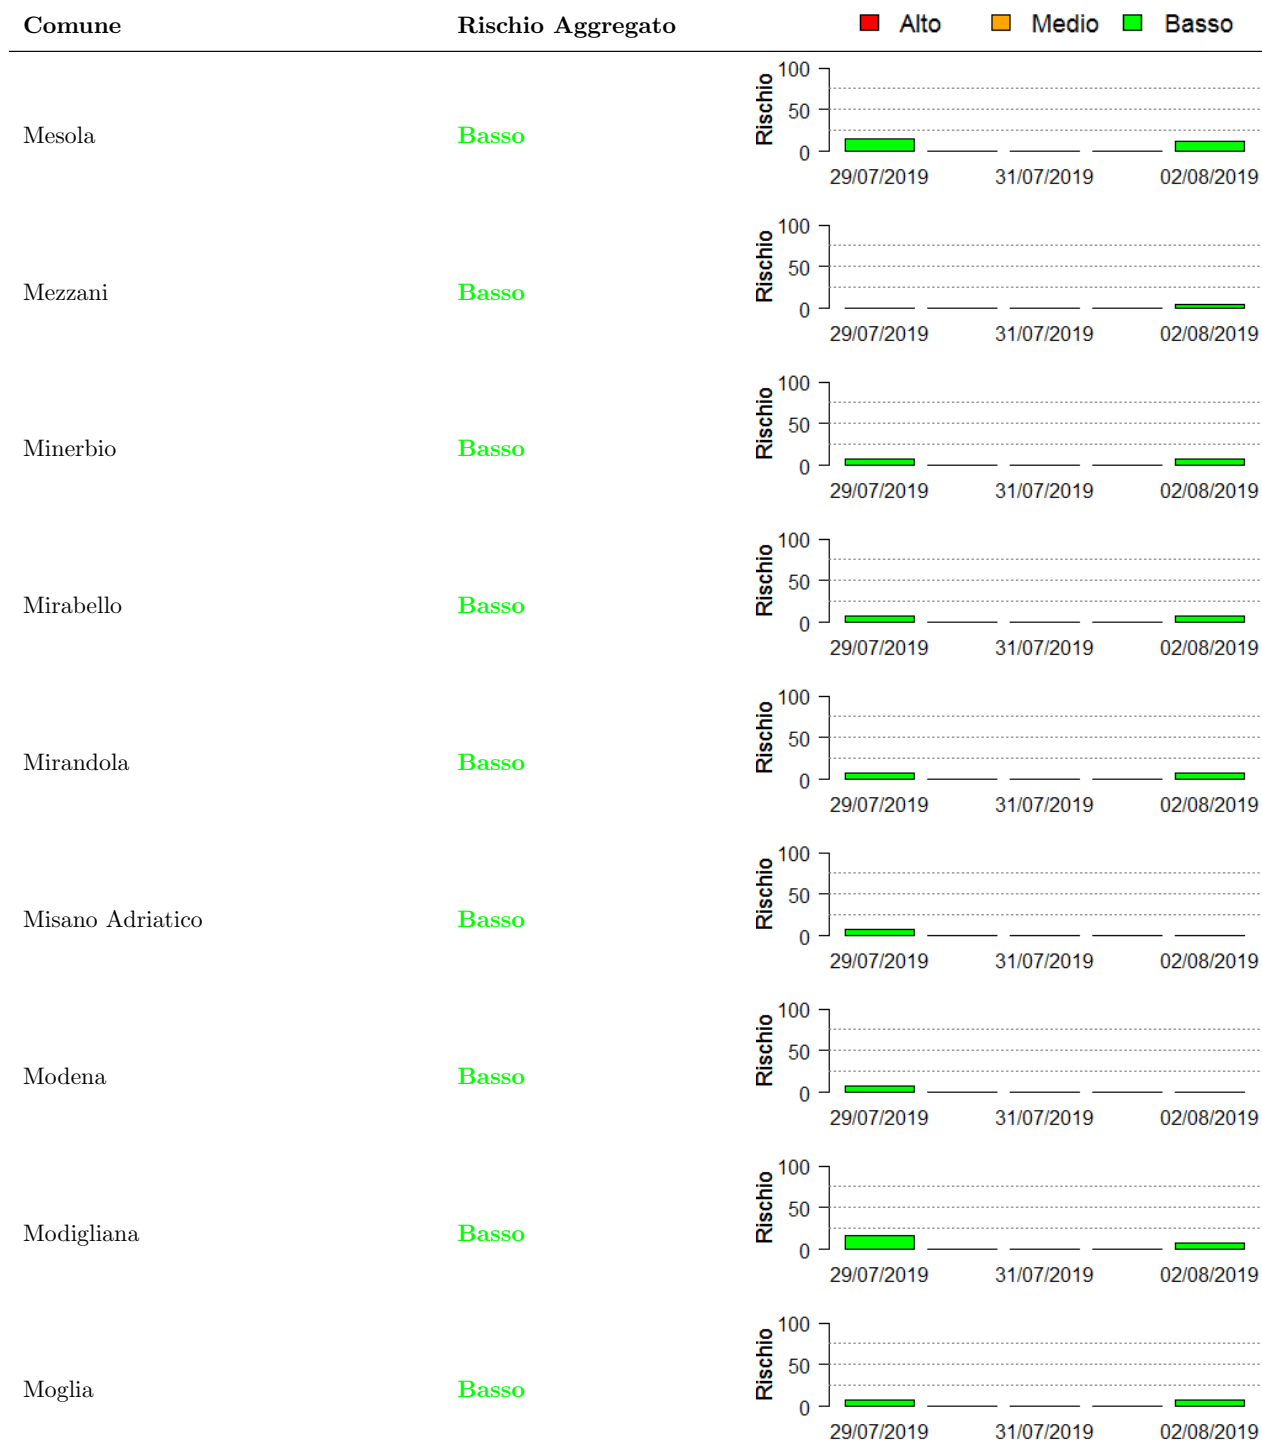 Comune Rischio Aggregato Alto Medio Basso
100
50
0
Rischio
Mesola Basso
29/07/2019 31/07/2019 02/08/2019
100
50
0
Rischio
Mezzani Basso
29/07/2019 31/07/2019 02/08/2019
100
50
0
Rischio
Minerbio Basso
29/07/2019 31/07/2019 02/08/2019
100
50
0
Rischio
Mirabello Basso
29/07/2019 31/07/2019 02/08/2019
100
50
0
Rischio
Mirandola Basso
29/07/2019 31/07/2019 02/08/2019
100
50
0
Rischio
Misano Adriatico Basso
29/07/2019 31/07/2019 02/08/2019
100
50
0
Rischio
Modena Basso
29/07/2019 31/07/2019 02/08/2019
100
50
0
Rischio
Modigliana Basso
29/07/2019 31/07/2019 02/08/2019
100
50
0
Rischio
Moglia Basso
29/07/2019 31/07/2019 02/08/2019